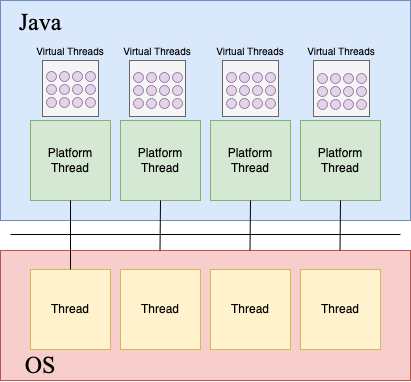 Java
Virtual Threads Virtual Threads Virtual Threads Virtual Threads
Platform Platform Platform Platform
Thread Thread Thread Thread
Thread Thread Thread Thread
OS